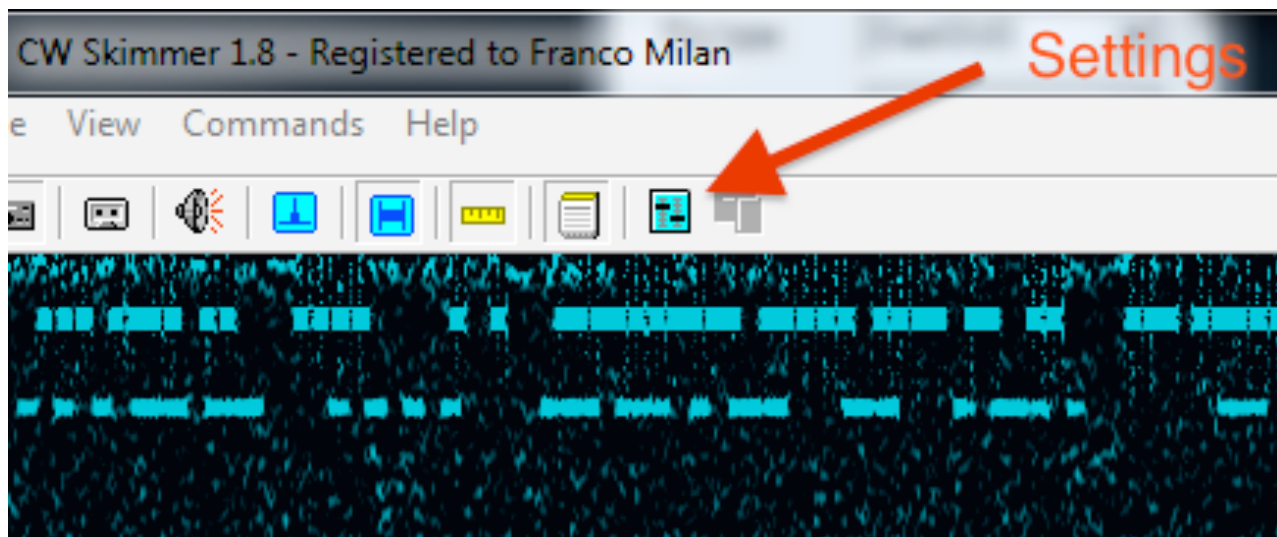 CW Skimmer 1.8 - Registered to Franco Milan
Settings
e View Commands Help